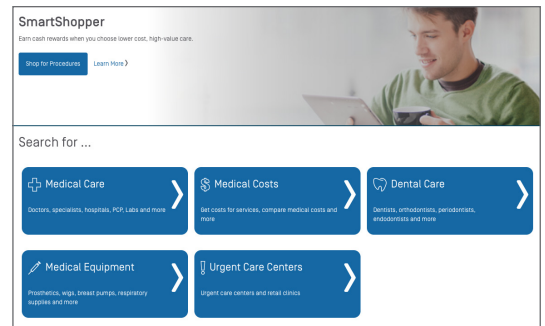 SmartShopper
Earn cash rewards when you choose lower cost, high-value care.
Shop for Procedures
Learn More
Search for ...
Medical Care
Doctors, specialists, hospitals, PCP, Labs and more
Medical Costs
Get costs for services, compare medical costs and
more
Dental Care
Dentists, orthodontists, periodontists,
endodontists and more
Medical Equipment
Prosthetics, wigs, breast pumps, respiratory
supplies and more
Urgent Care Centers
Urgent care centers and retail clinics